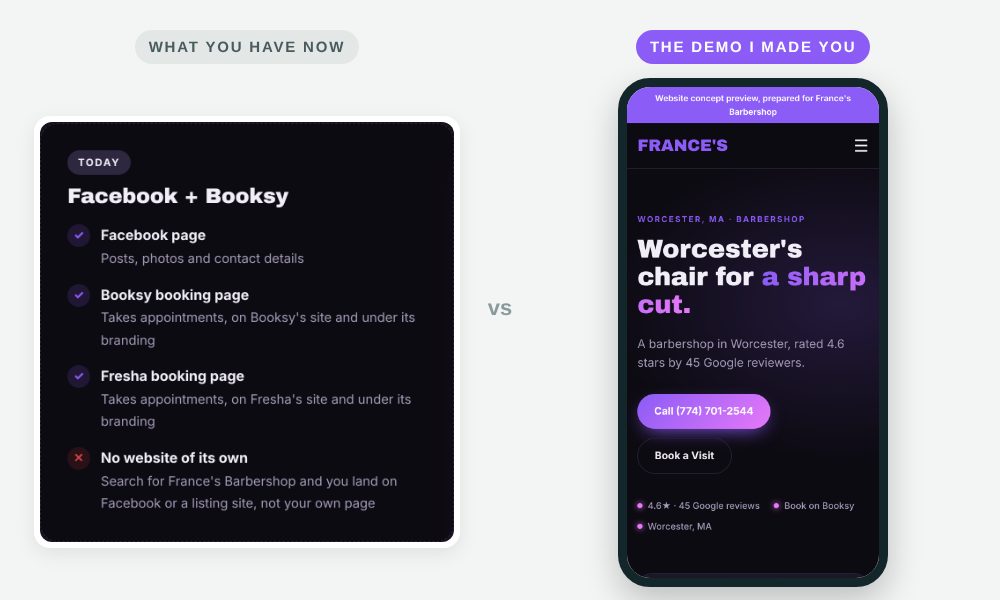 WHAT YOU HAVE NOW
TODAY
Facebook + Booksy
Facebook page
Posts, photos and contact details
Booksy booking page
Takes appointments, on Booksy's site and under its
branding
Fresha booking page
Takes appointments, on Fresha's site and under its
branding
No website of its own
Search for France's Barbershop and you land on
Facebook or a listing site, not your own page
vs
THE DEMO I MADE YOU
Website concept preview, prepared for France's
Barbershop
FRANCE'S
WORCESTER, MA · BARBERSHOP
Worcester's
chair for a sharp
cut.
A barbershop in Worcester, rated 4.6
stars by 45 Google reviewers.
Call (774) 701-2544
Book a Visit
4.6★ · 45 Google reviews
Book on Booksy
Worcester, MA